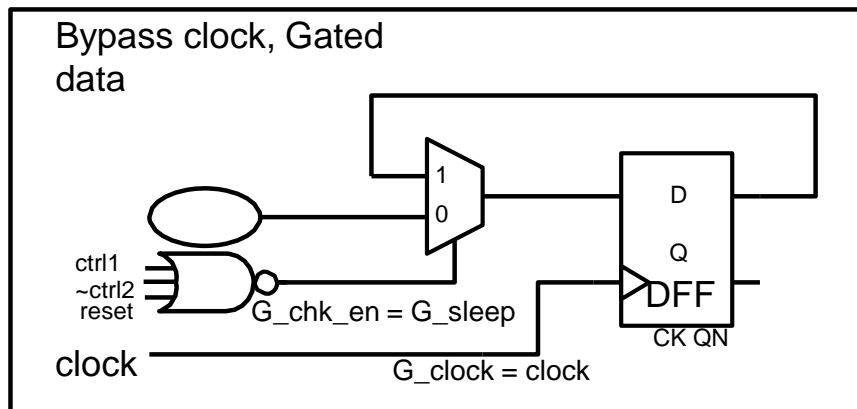 Bypass clock, Gated
data
1
D
0
Q
ctrl1
~ctrl2
reset
G_chk_en = G_sleep
DFF
CK QN
clock
G_clock = clock